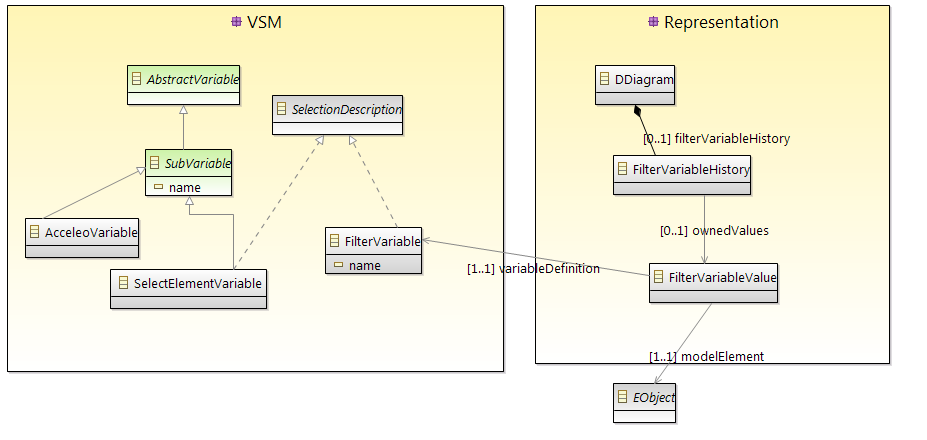 VSM
AbstractVariable
SelectionDescription
SubVariable
name
AcceleoVariable
FilterVariable
name
SelectElementVariable
Representation
DDiagram
[0..1] filterVariableHistory
FilterVariableHistory
[0..1] ownedValues
[1..1] variableDefinition
FilterVariableValue
[1..1] modelElement
EObject